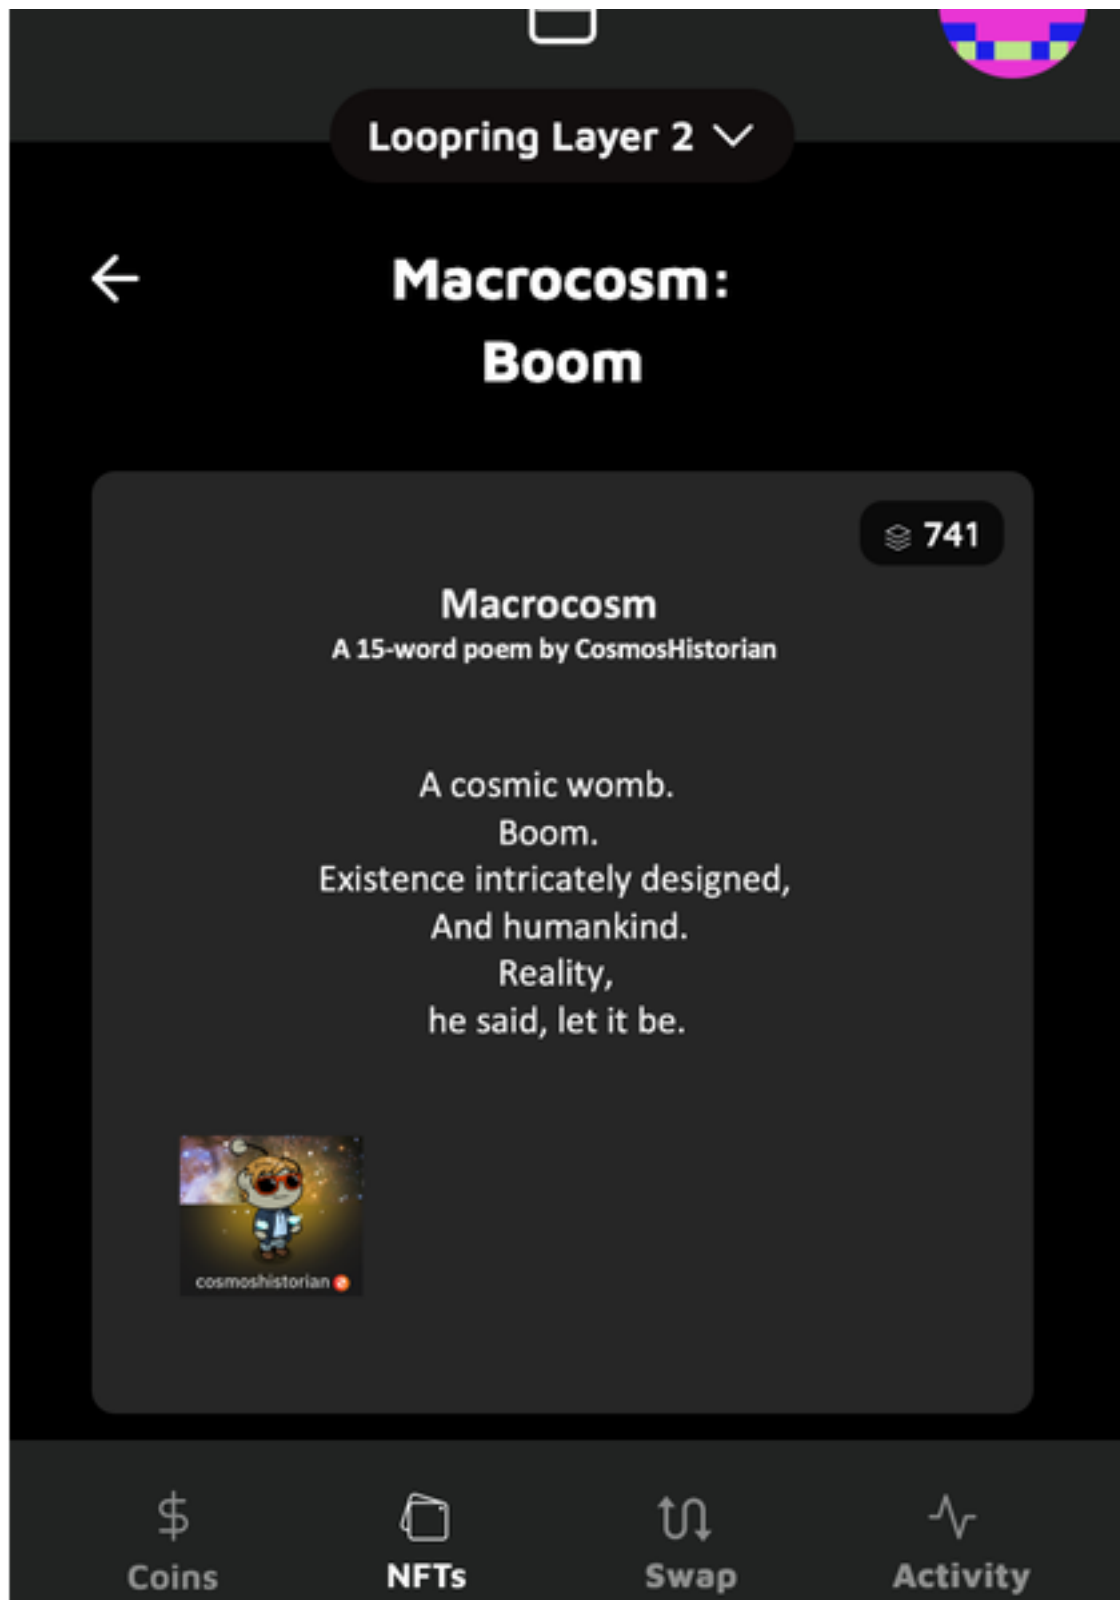 Loopring Layer 2
Macrocosm:
Boom
741
Macrocosm
A 15-word poem by CosmosHistorian
A cosmic womb.
Boom.
Existence intricately designed,
And humankind.
Reality,
he said, let it be.
cosmoshistorian
Coins
NFTs
Swap
Activity